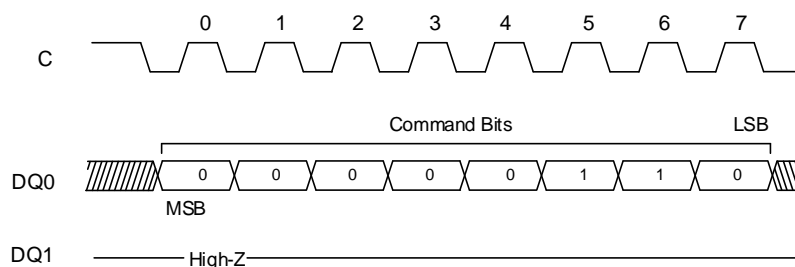 0 1 2 3 4 5 6 7
C
Command Bits LSB
DQ0 0 0 0 0 0 1 1 0
MSB
DQ1 High-Z